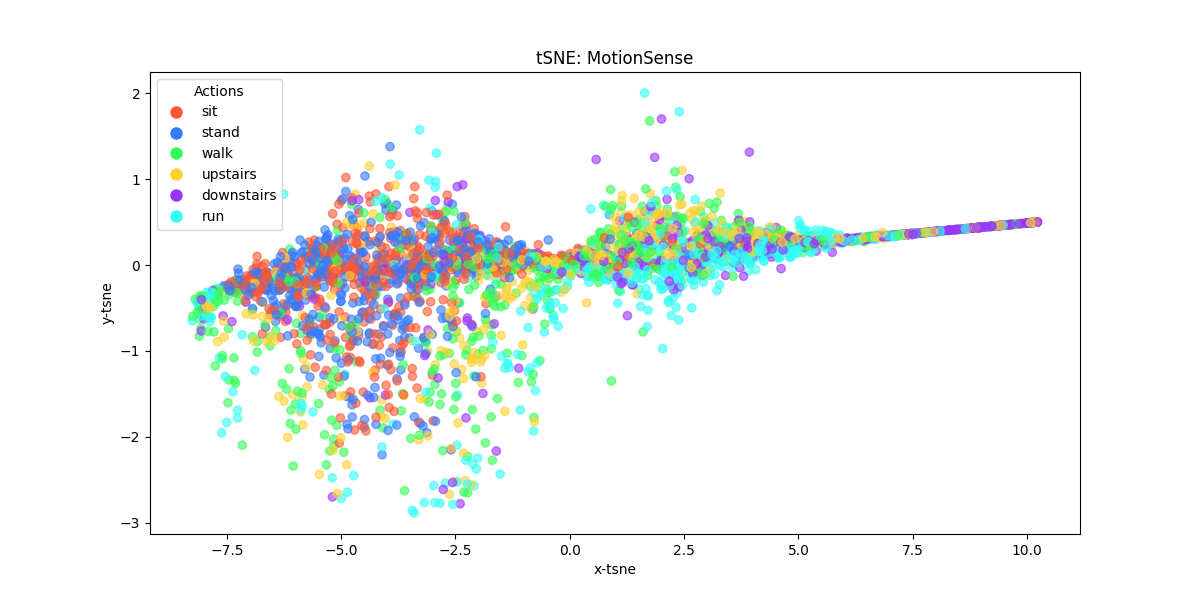 tSNE: MotionSense
Actions
sit
stand
walk
upstairs
downstairs
run
2
1
0
−1
−2
−3
y-tsne
−7.5
−5.0
−2.5
0.0
2.5
5.0
7.5
10.0
x-tsne